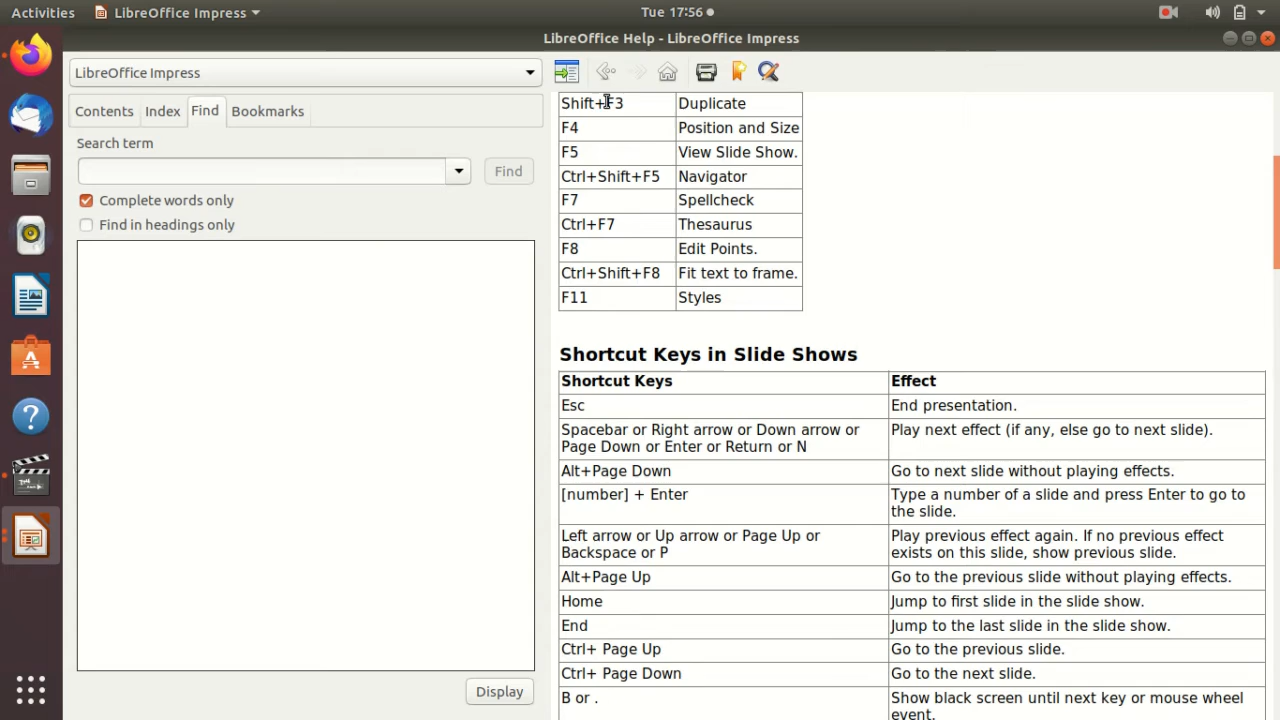 Activities LibreOffice Impress Tue 17:56
LibreOffice Help - LibreOffice Impress
LibreOffice Impress
Contents Index Find Bookmarks
Search term
Find
Complete words only
Find in headings only
Display
Shift+F3 Duplicate
F4 Position and Size
F5 View Slide Show.
Ctrl+Shift+F5 Navigator
F7 Spellcheck
Ctrl+F7 Thesaurus
F8 Edit Points.
Ctrl+Shift+F8 Fit text to frame.
F11 Styles
Shortcut Keys in Slide Shows
Shortcut Keys Effect
Esc End presentation.
Spacebar or Right arrow or Down arrow or
Page Down or Enter or Return or N
Play next effect (if any, else go to next slide).
Alt+Page Down Go to next slide without playing effects.
[number] + Enter
Type a number of a slide and press Enter to go to
the slide.
Left arrow or Up arrow or Page Up or
Backspace or P
Play previous effect again. If no previous effect
exists on this slide, show previous slide.
Alt+Page Up Go to the previous slide without playing effects.
Home Jump to first slide in the slide show.
End Jump to the last slide in the slide show.
Ctrl+ Page Up Go to the previous slide.
Ctrl+ Page Down Go to the next slide.
B or .
Show black screen until next key or mouse wheel
event.